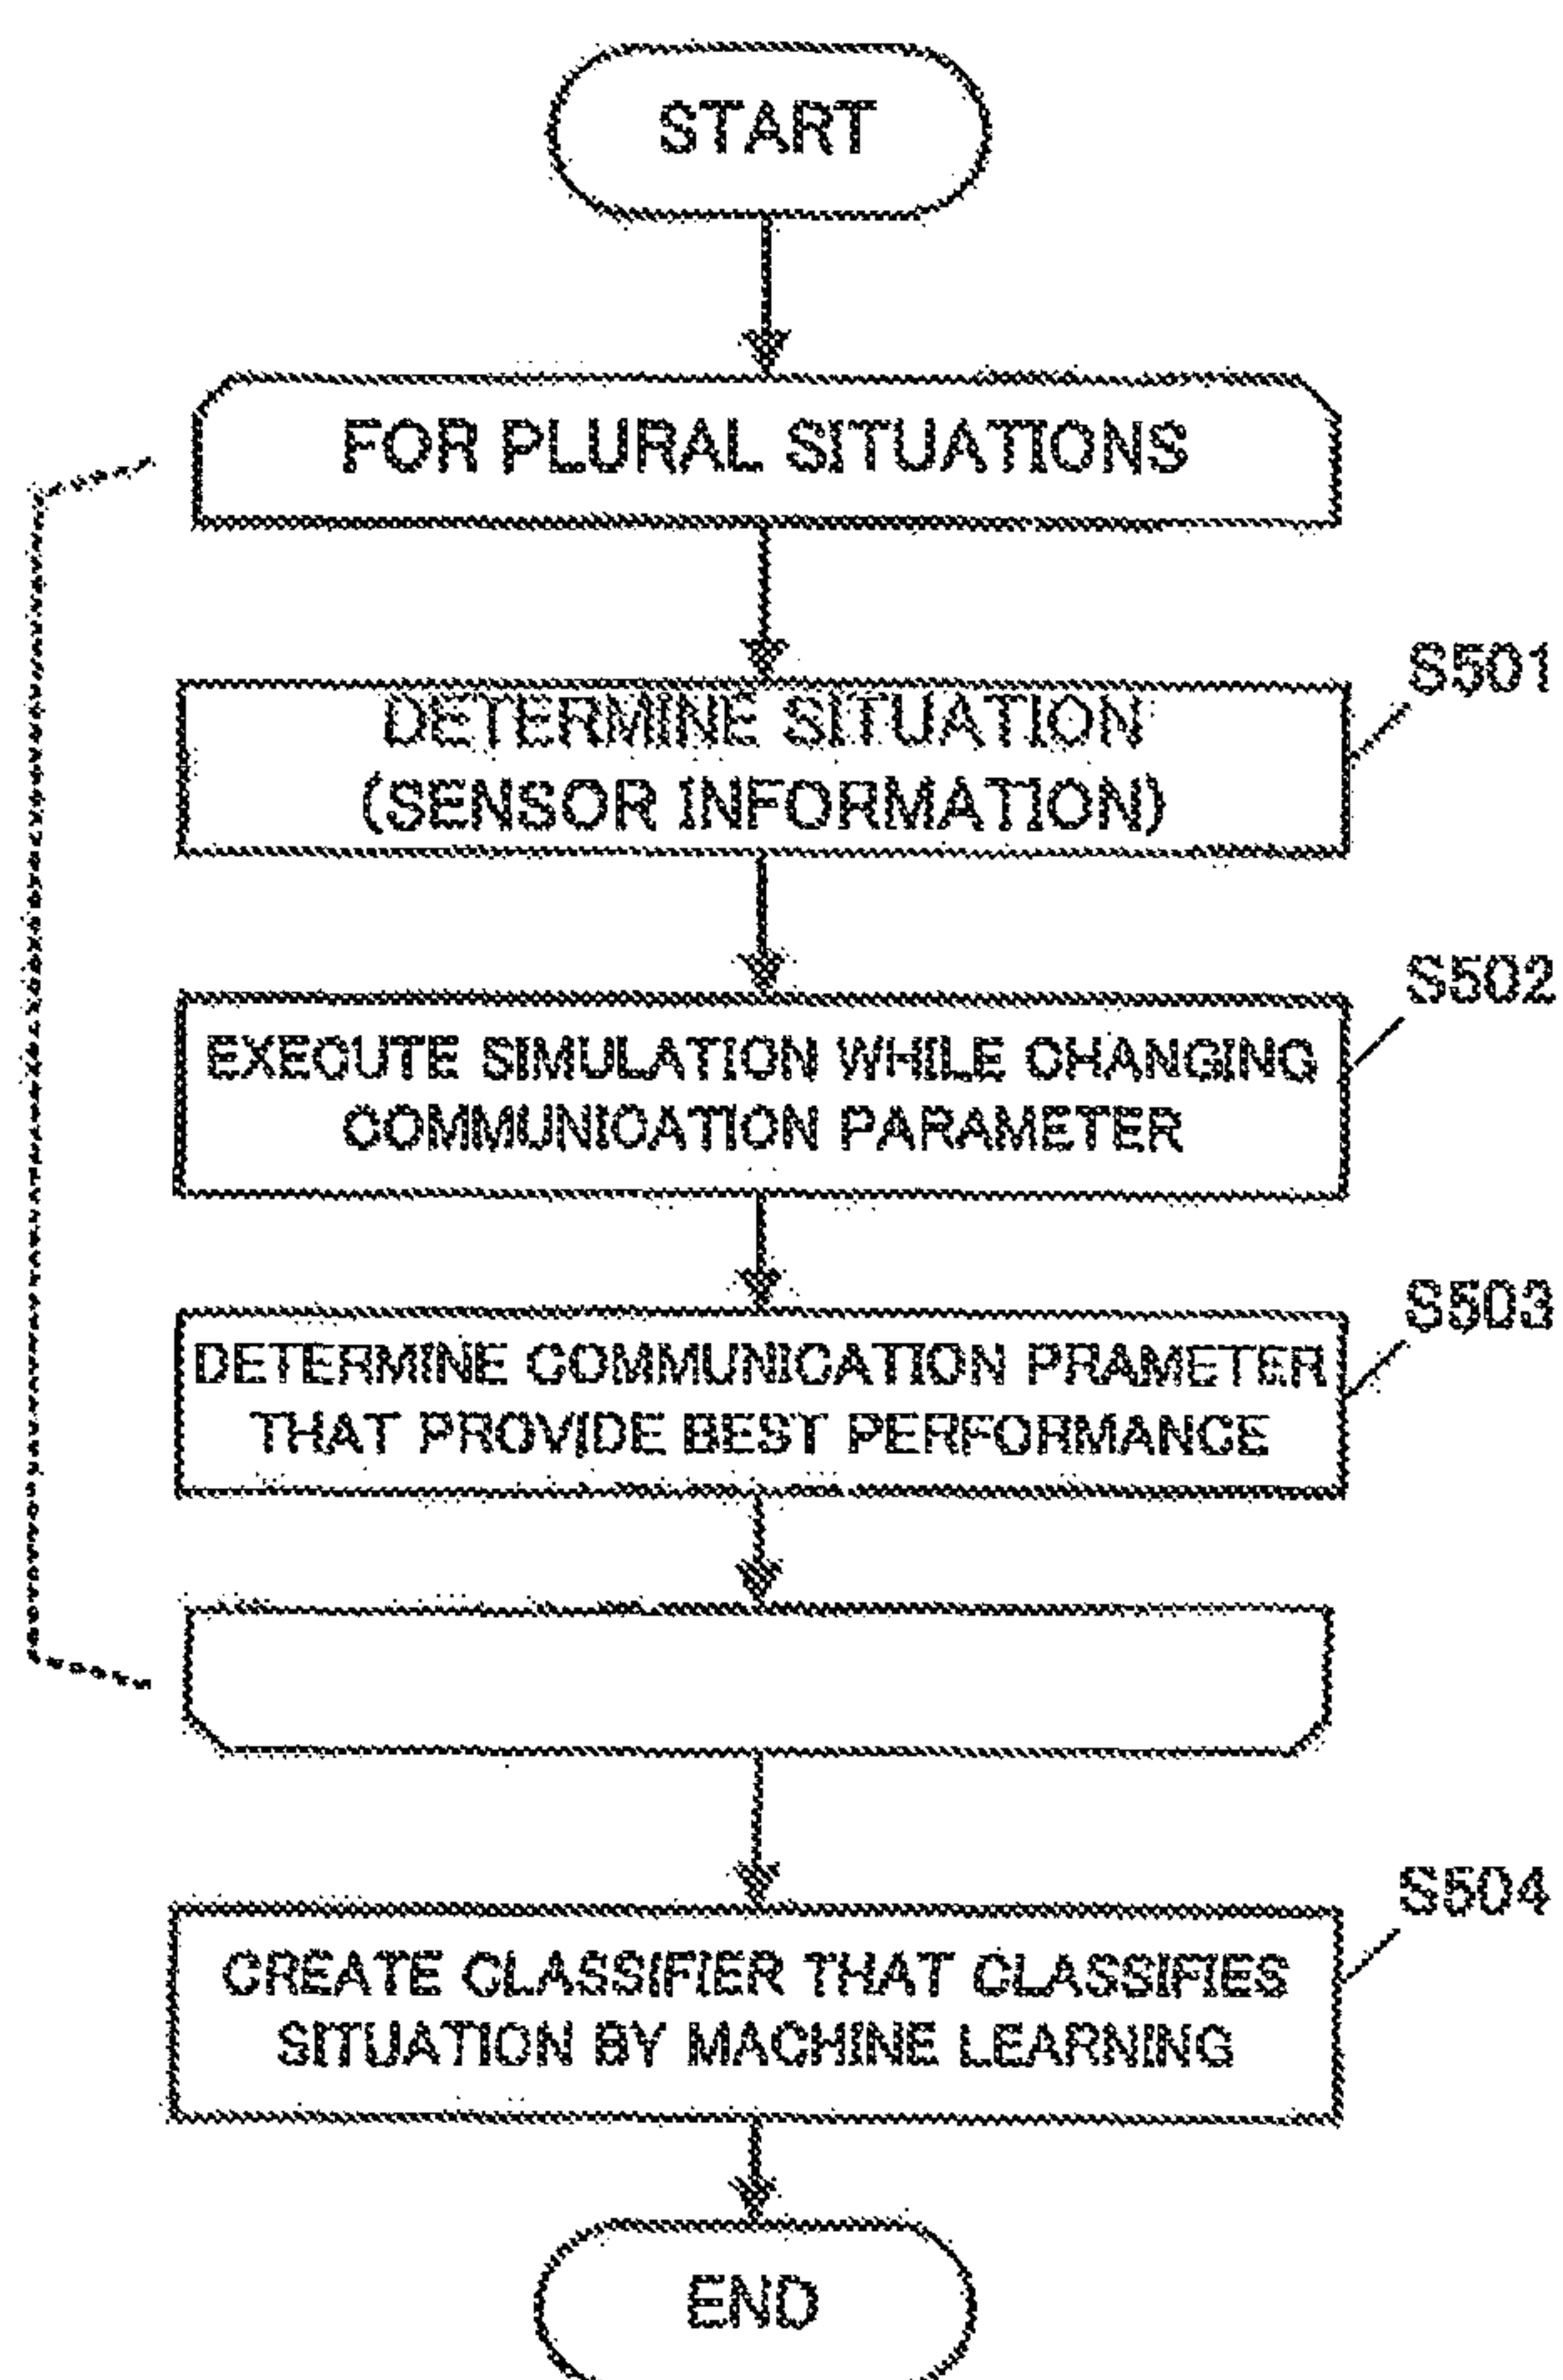 START
FOR PLURAL SITUATIONS
S501
DETERMINE SITUATION
(SENSOR INFORMATION)
S502
EXECUTE SIMULATION WHILE CHANGING
COMMUNICATION PARAMETER
S503
DETERMINE COMMUNICATION PRAMETER
THAT PROVIDE BEST PERFORMANCE
S504
CREATE CLASSIFIER THAT CLASSIFIES
SITUATION BY MACHINE LEARNING
END